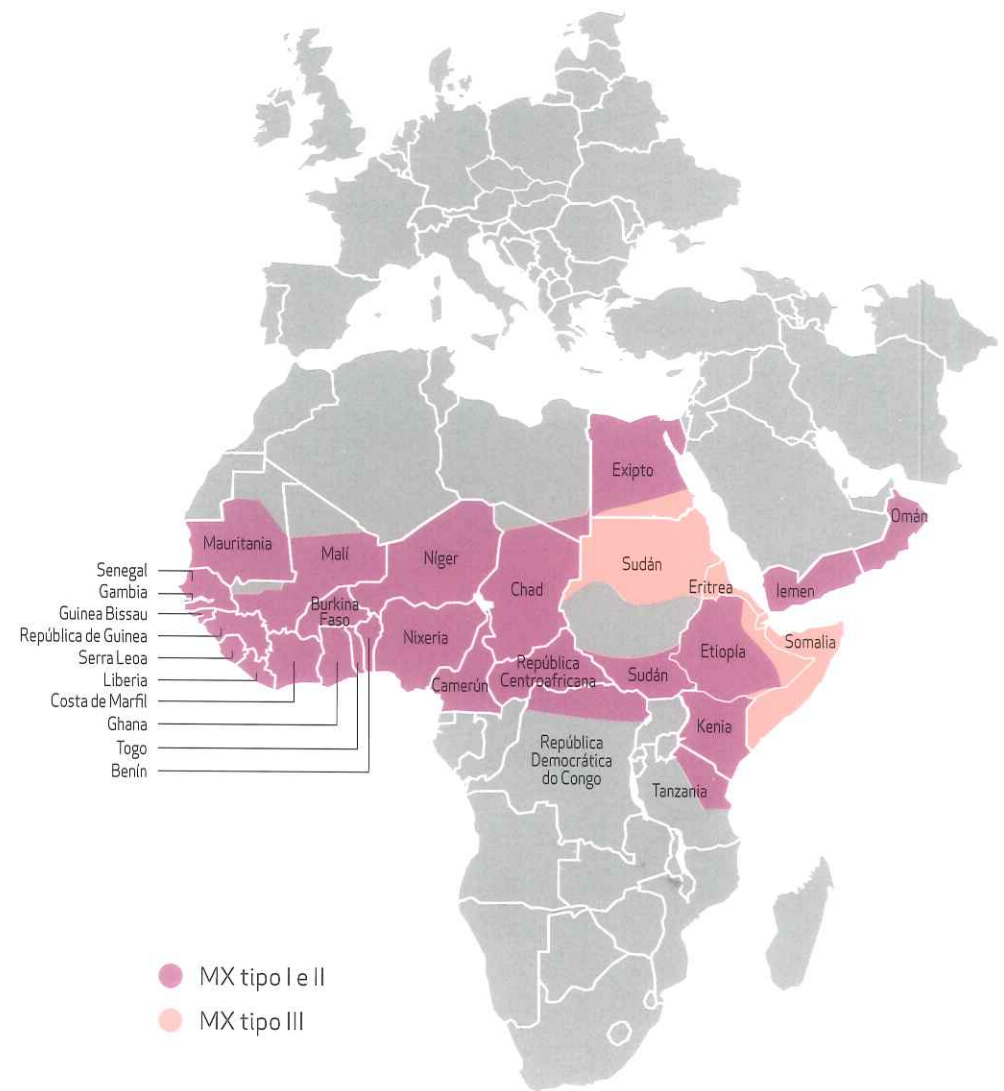 Exipto
Omán
Mauritania
Malí
Níger
Sudán
Chad
Eritrea
Iemen
Senegal
Gambia
Guinea Bissau
República de Guinea
Serra Leoa
Liberia
Costa de Marfil
Ghana
Togo
Benín
Burkina
Faso
Nixeria
Camerún
República
Centroafricana
Sudán
Etiopía
Somalia
Kenia
República
Democrática
do Congo
Tanzania
MX tipo I e II
MX tipo III